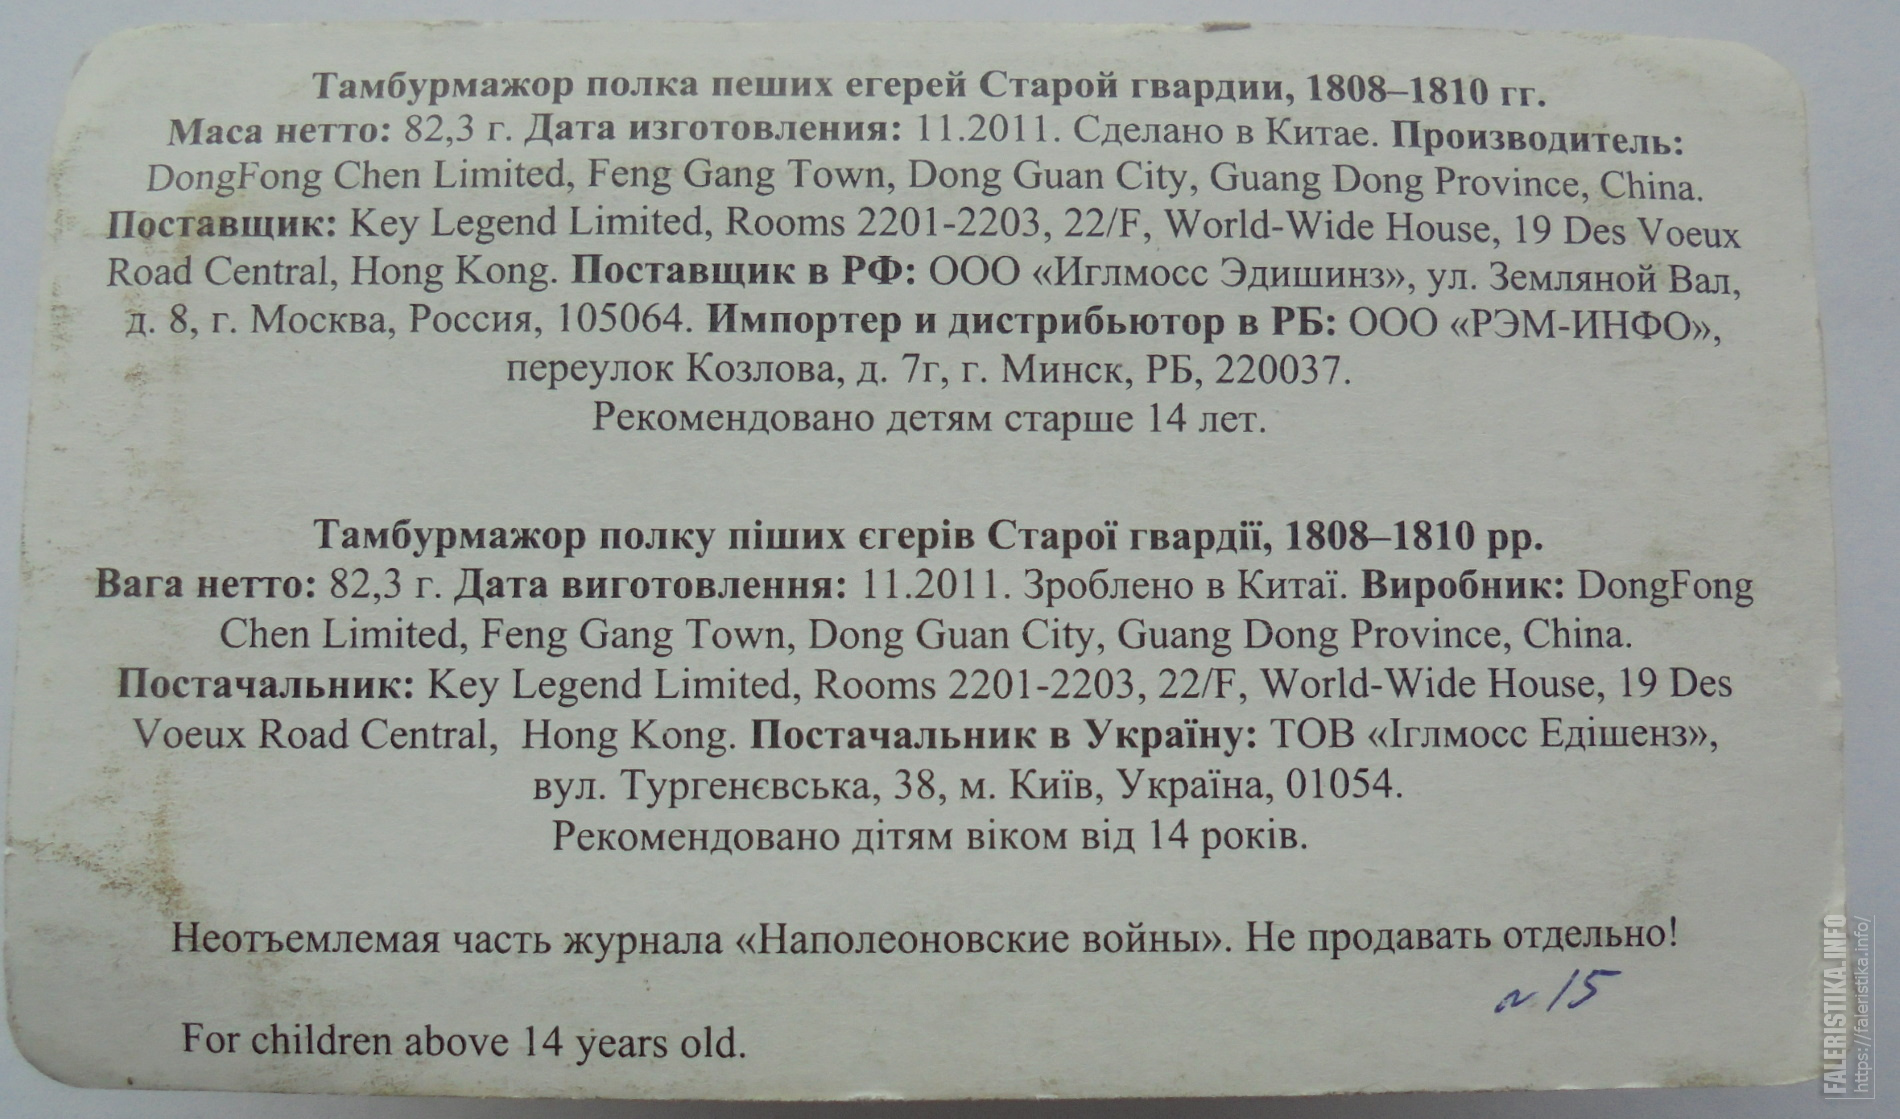 Тамбурмажор полка пеших егерей Старой гвардии, 1808–1810 гг.
Маса нетто: 82,3 г. Дата изготовления: 11.2011. Сделано в Китае. Производитель:
DongFong Chen Limited, Feng Gang Town, Dong Guan City, Guang Dong Province, China.
Поставщик: Key Legend Limited, Rooms 2201-2203, 22/F, World-Wide House, 19 Des Voeux
Road Central, Hong Kong. Поставщик в РФ: ООО «Иглмосс Эдишинз», ул. Земляной Вал,
д. 8, г. Москва, Россия, 105064. Импортер и дистрибьютор в РБ: ООО «РЭМ-ИНФО»,
переулок Козлова, д. 7г, г. Минск, РБ, 220037.
Рекомендовано детям старше 14 лет.
Тамбурмажор полку піших єгерів Старої гвардії, 1808–1810 рр.
Вага нетто: 82,3 г. Дата виготовлення: 11.2011. Зроблено в Китаї. Виробник: DongFong
Chen Limited, Feng Gang Town, Dong Guan City, Guang Dong Province, China.
Постачальник: Key Legend Limited, Rooms 2201-2203, 22/F, World-Wide House, 19 Des
Voeux Road Central, Hong Kong. Постачальник в Україну: ТОВ «Іглмосс Едішенз»,
вул. Тургенєвська, 38, м. Київ, Україна, 01054.
Рекомендовано дітям віком від 14 років.
Неотъемлемая часть журнала «Наполеоновские войны». Не продавать отдельно!
15
For children above 14 years old.
FALERISTIKA.INFO
https://faleristika.info/